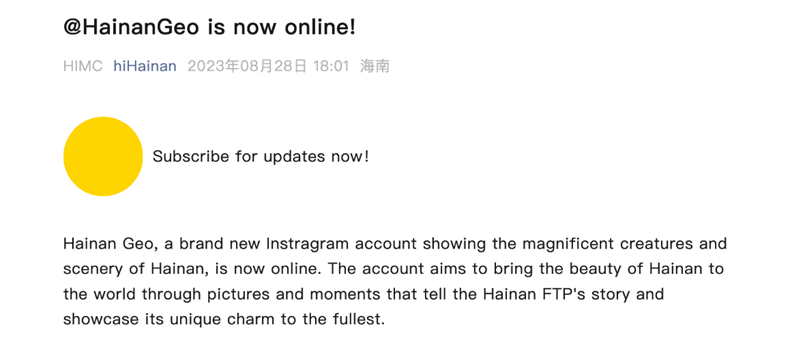 @HainanGeo is now online!
HIMC hiHainan 2023年08月28日 18:01 海南
Subscribe for updates now!
Hainan Geo, a brand new Instragram account showing the magnificent creatures and
scenery of Hainan, is now online. The account aims to bring the beauty of Hainan to
the world through pictures and moments that tell the Hainan FTP's story and
showcase its unique charm to the fullest.